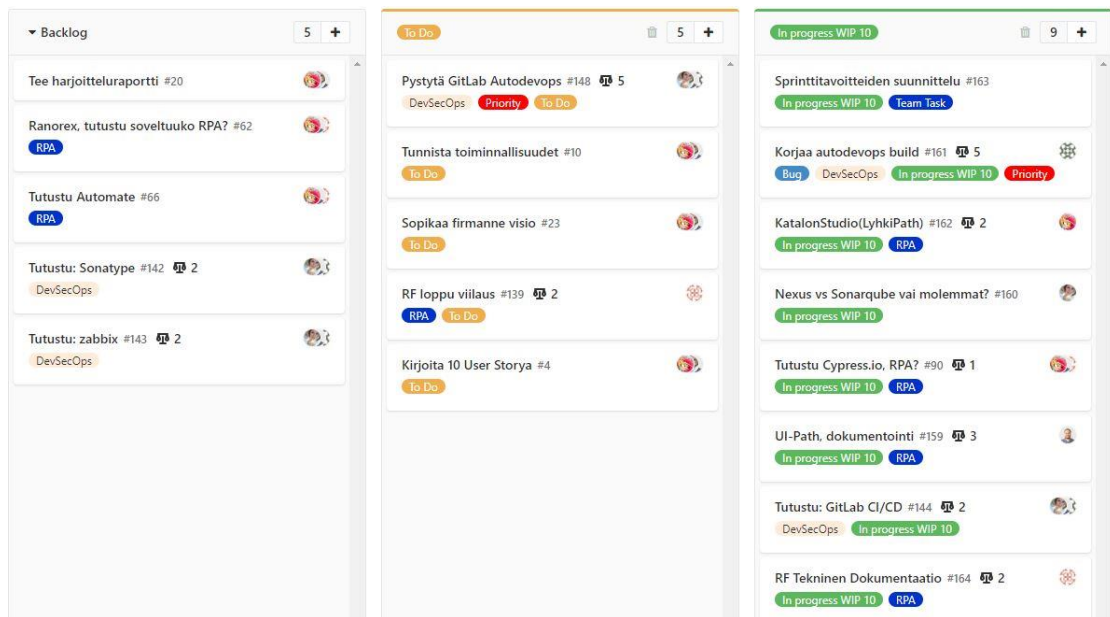 Backlog 5 +
Tee harjoitteluraportti #20
Ranorex, tutustu soveltuuko RPA? #62
RPA
Tutustu Automate #66
RPA
Tutustu: Sonatype #142 2
DevSecOps
Tutustu: zabbix #143 2
DevSecOps
To Do 5 +
Pystytä GitLab Autodevops #148 5
DevSecOps Priority To Do
Tunnista toiminnallisuudet #10
To Do
Sopikaa firmanne visio #23
To Do
RF loppu viilaus #139 2
RPA To Do
Kirjoita 10 User Storya #4
To Do
In progress WIP 10 9 +
Sprinttitavoitteiden suunnittelu #163
In progress WIP 10 Team Task
Korjaa autodevops build #161 5
Bug DevSecOps In progress WIP 10 Priority
KatalonStudio(LyhkiPath) #162 2
In progress WIP 10 RPA
Nexus vs Sonarqube vai molemmat? #160
In progress WIP 10
Tutustu Cypress.io, RPA? #90 1
In progress WIP 10 RPA
UI-Path, dokumentointi #159 3
In progress WIP 10 RPA
Tutustu: GitLab CI/CD #144 2
DevSecOps In progress WIP 10
RF Tekninen Dokumentaatio #164 2
In progress WIP 10 RPA